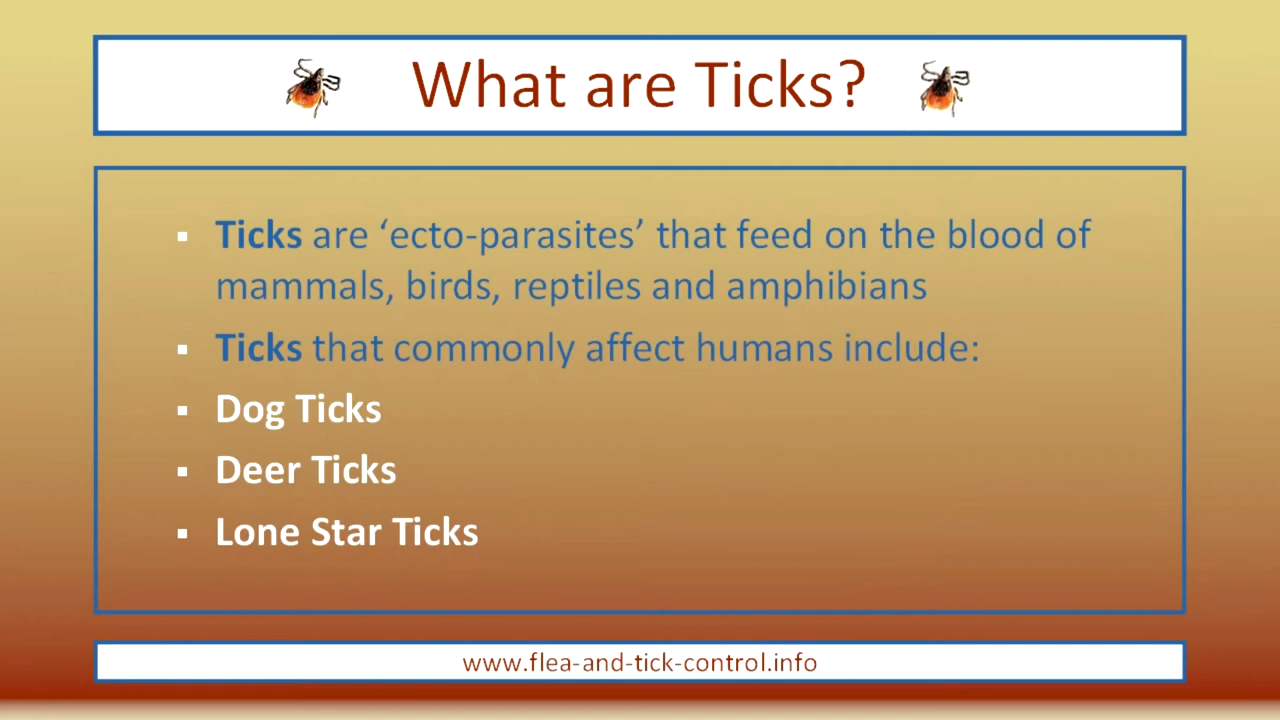 What are Ticks?
▪ Ticks are ‘ecto-parasites’ that feed on the blood of
mammals, birds, reptiles and amphibians
▪ Ticks that commonly affect humans include:
▪ Dog Ticks
▪ Deer Ticks
▪ Lone Star Ticks
www.flea-and-tick-control.info